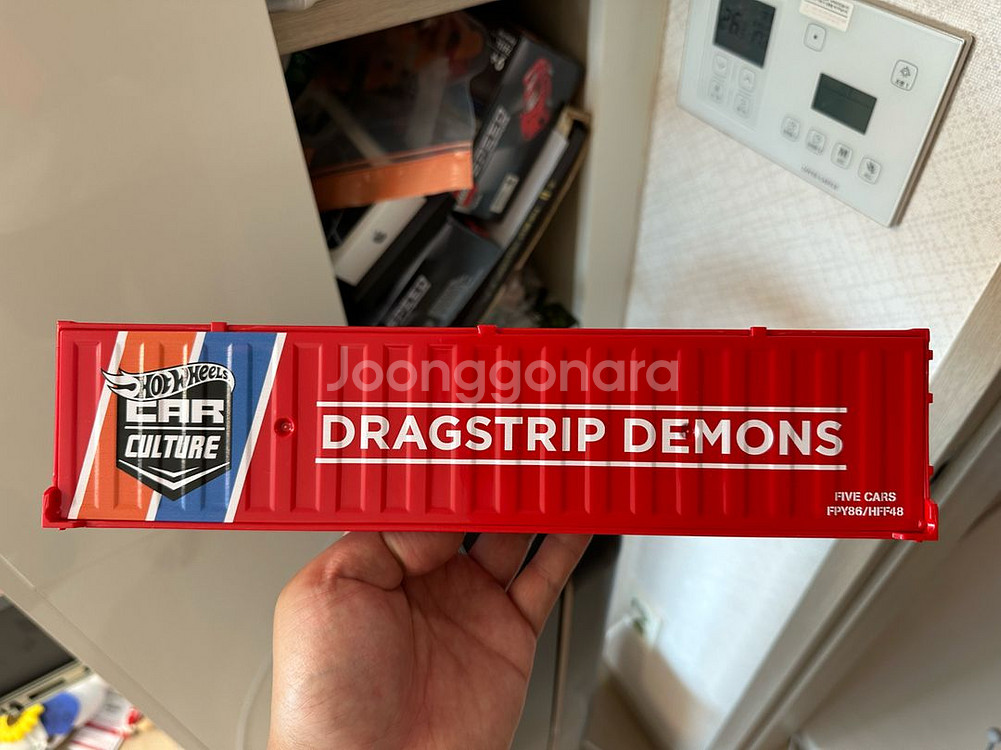 Joonggonara
HOT WHEELS
CAR
CULTURE
DRAGSTRIP DEMONS
FIVE CARS
FPY86/HFF48